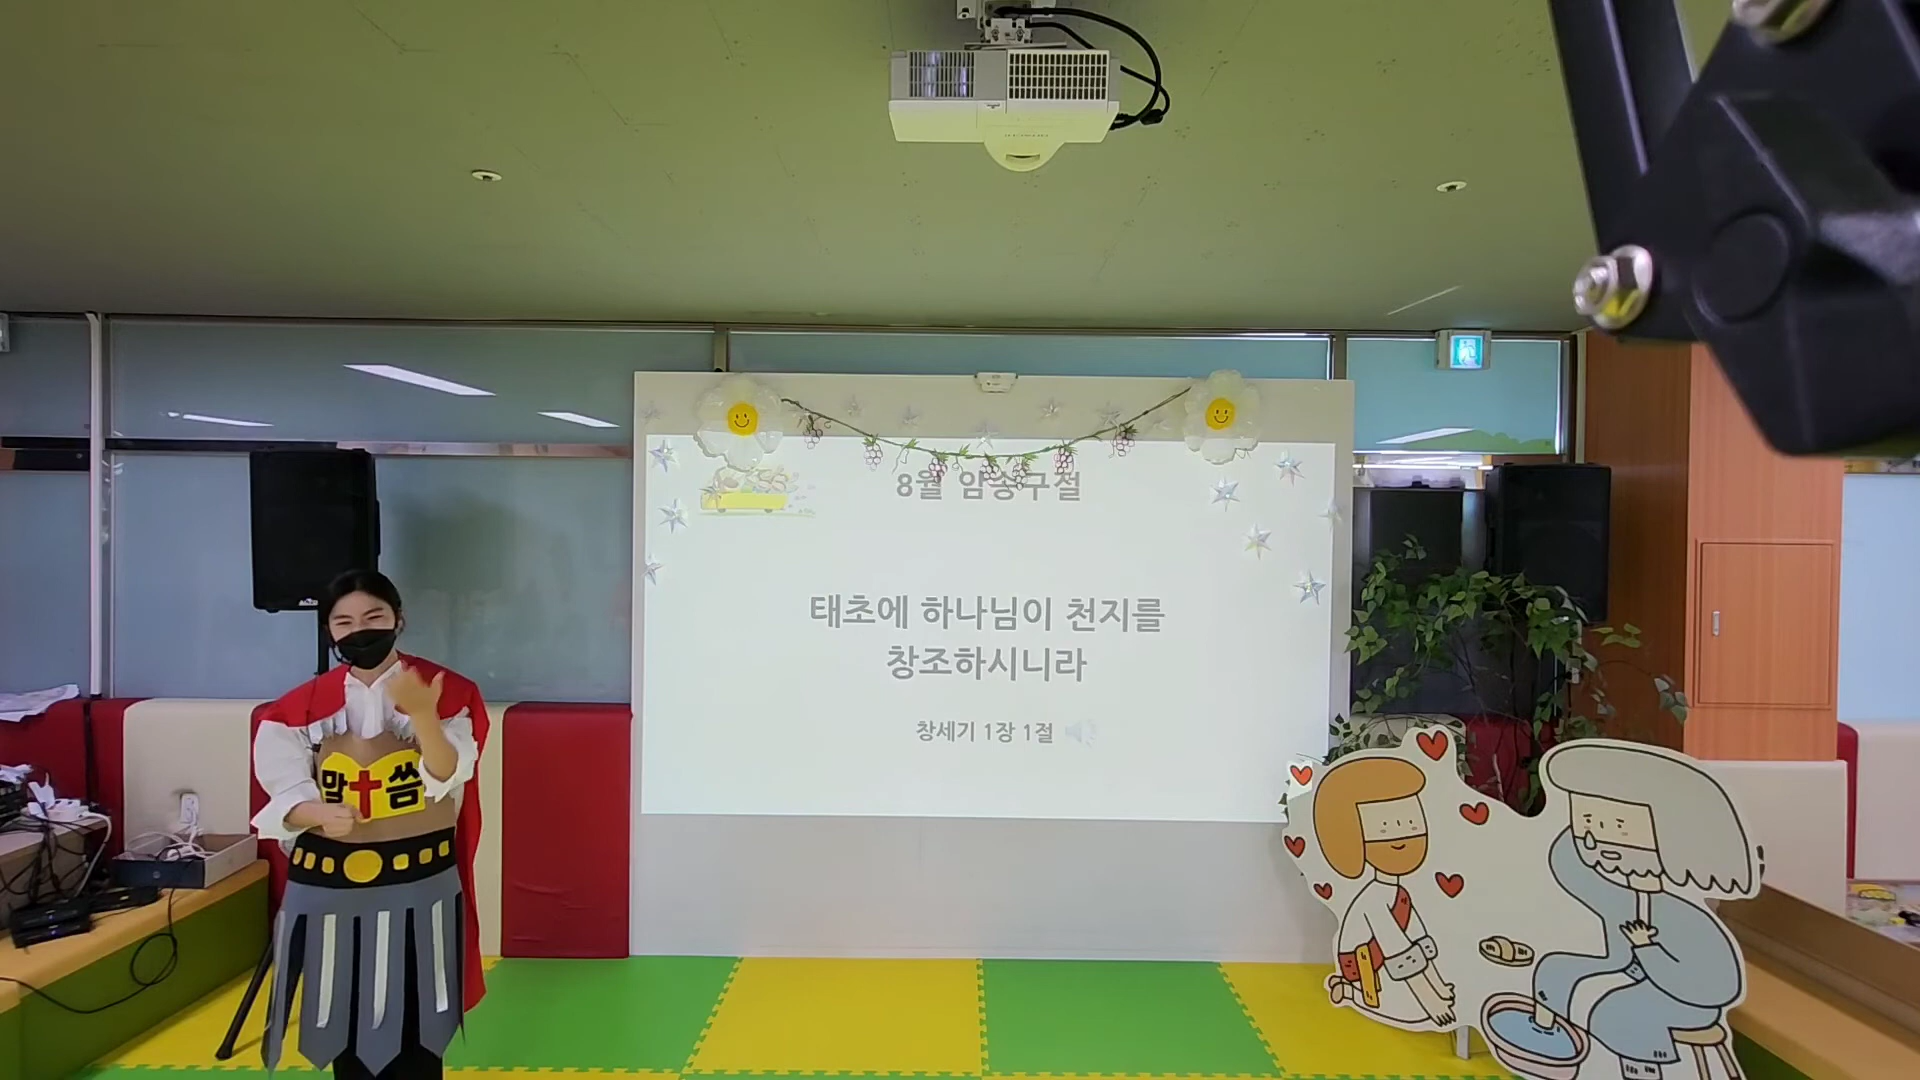 8월 암송구절
태초에 하나님이 천지를
창조하시니라
창세기 1장 1절
말씀